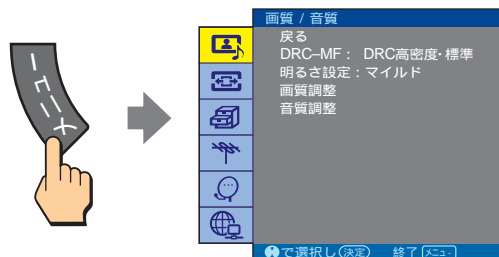 メニュー
画質 / 音質
戻る
DRC–MF： DRC高密度・標準
明るさ設定：マイルド
画質調整
音質調整
で選択し 決定 終了 メニュー